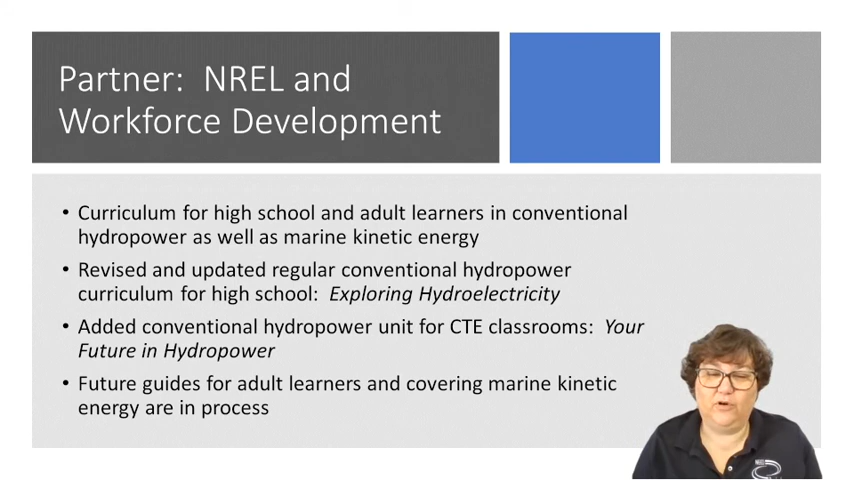 Partner: NREL and
Workforce Development
• Curriculum for high school and adult learners in conventional
hydropower as well as marine kinetic energy
• Revised and updated regular conventional hydropower
curriculum for high school: Exploring Hydroelectricity
• Added conventional hydropower unit for CTE classrooms: Your
Future in Hydropower
• Future guides for adult learners and covering marine kinetic
energy are in process